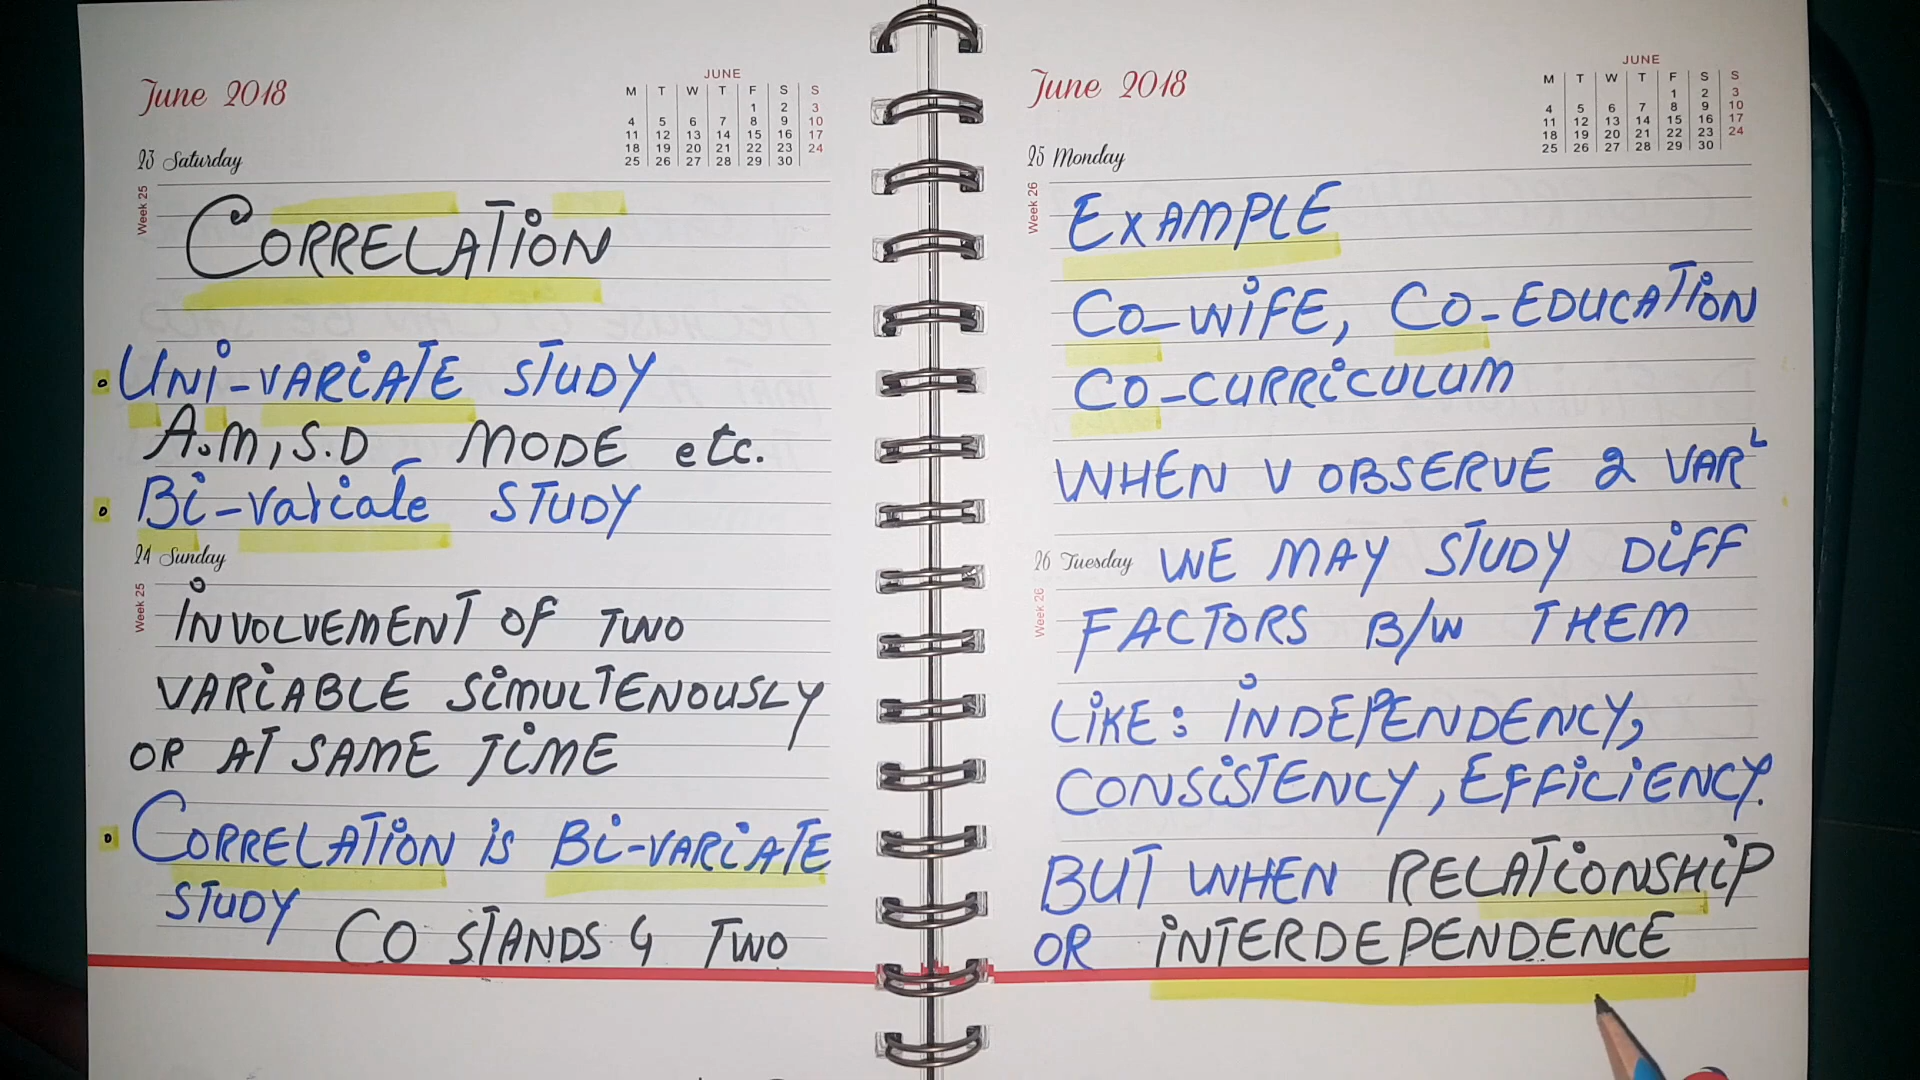 June 2018
JUNE
M T W T F S S
1 2 3
4 5 6 7 8 9 10
11 12 13 14 15 16 17
18 19 20 21 22 23 24
25 26 27 28 29 30
23 Saturday
Week 25
CORRELATiON
UNi-VARiATE STUDY
A.M, S.D - MODE etc.
Bi-Variate STUDY
24 Sunday
Week 25
iNVOLVEMENT OF TWO
VARiABLE SiMULTENOUSLY
OR AT SAME TiME
CORRELATiON iS Bi-VARiATE
STUDY
CO STANDS 4 TWO
June 2018
JUNE
M T W T F S S
1 2 3
4 5 6 7 8 9 10
11 12 13 14 15 16 17
18 19 20 21 22 23 24
25 26 27 28 29 30
25 Monday
Week 26
EXAMPLE
CO-WiFE, CO-EDUCATiON
CO-CURRiCULUM
WHEN V OBSERVE 2 VAR^L
26 Tuesday
Week 26
WE MAY STUDY DiFF
FACTORS B/W THEM
LiKE: iNDEPENDENCY,
CONSiSTENCY, EFFiCiENCY.
BUT WHEN RELATiONSHiP
OR iNTERDEPENDENCE